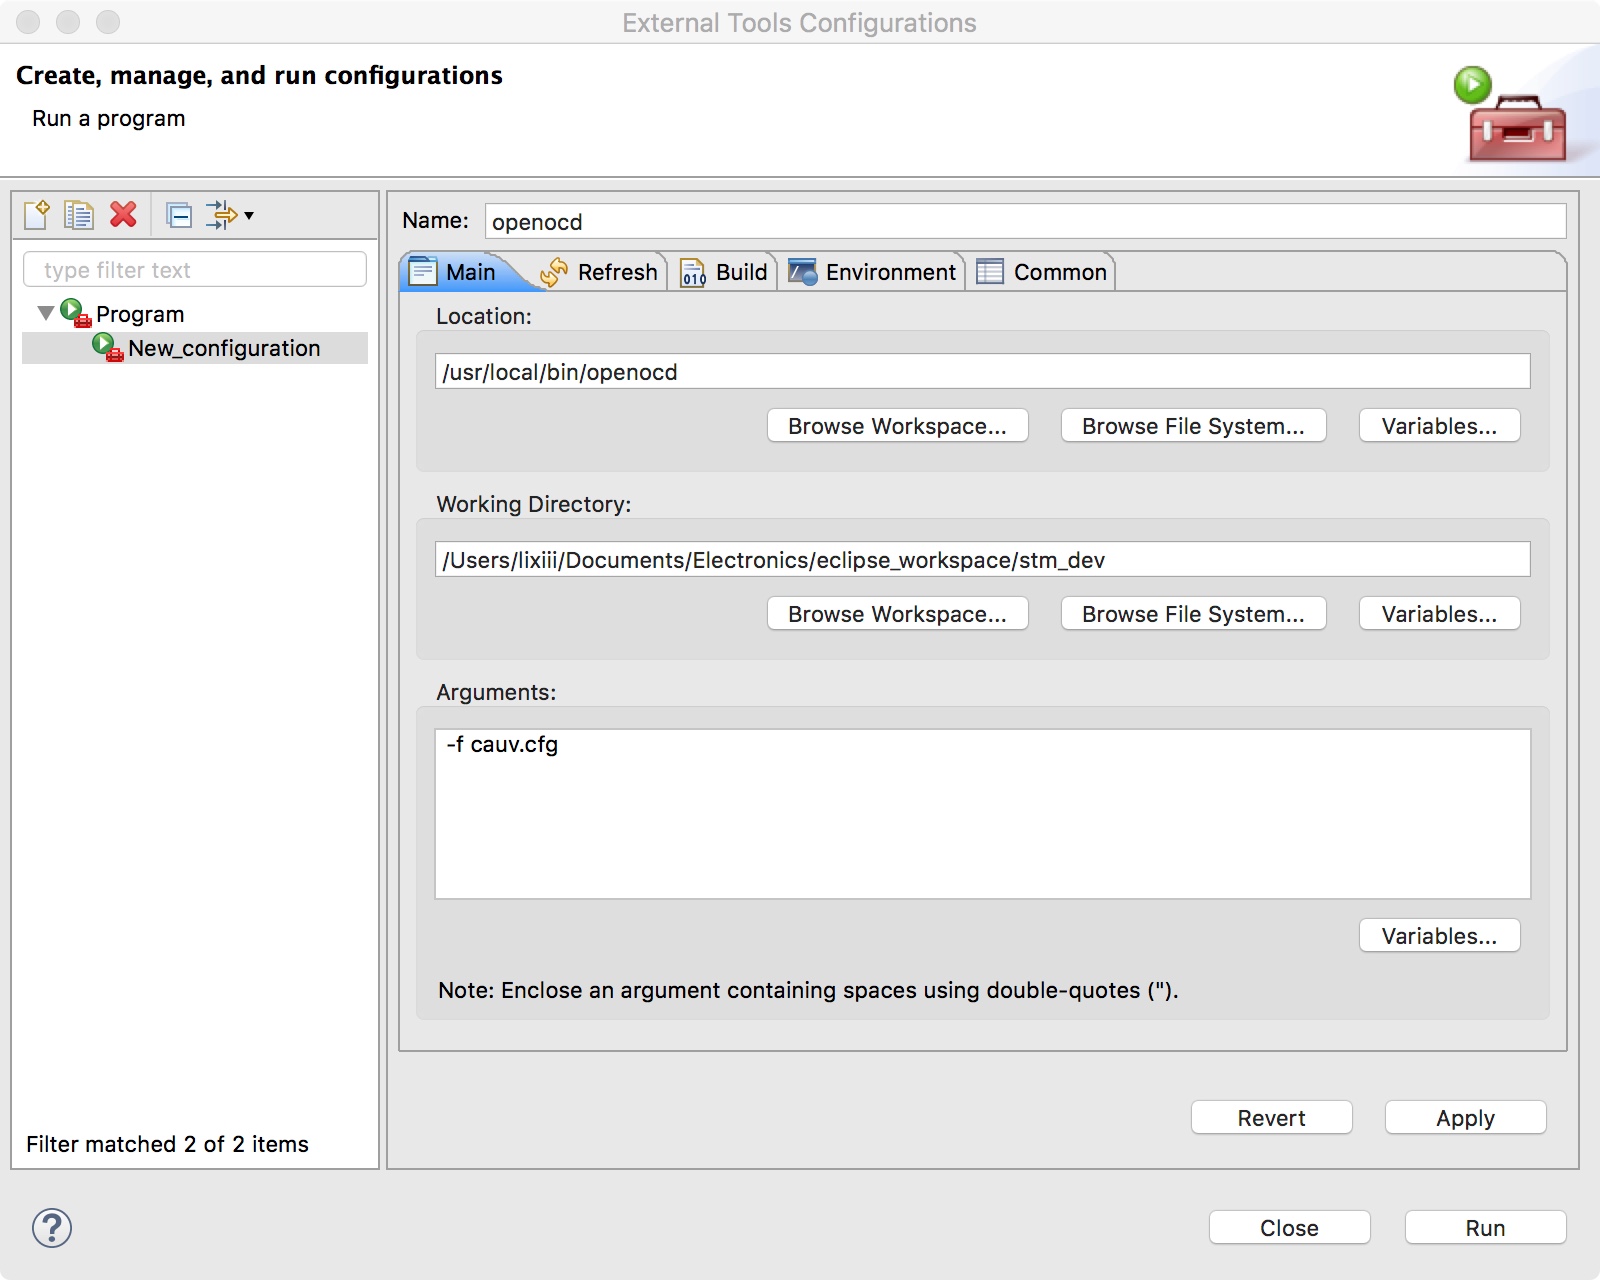 External Tools Configurations
Create, manage, and run configurations
Run a program
type filter text
Program
New_configuration
Filter matched 2 of 2 items
Name: openocd
Main Refresh 010 Build Environment Common
Location:
/usr/local/bin/openocd
Browse Workspace... Browse File System... Variables...
Working Directory:
/Users/lixiii/Documents/Electronics/eclipse_workspace/stm_dev
Browse Workspace... Browse File System... Variables...
Arguments:
-f cauv.cfg
Variables...
Note: Enclose an argument containing spaces using double-quotes (").
Revert Apply
? Close Run